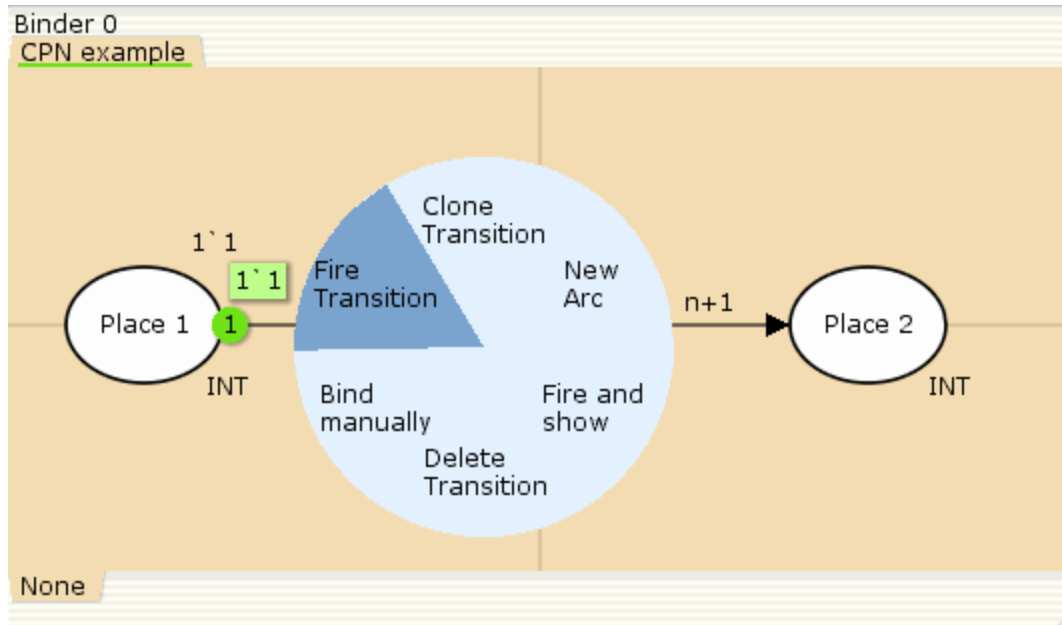 Binder 0
CPN example
Clone
Transition
1`1
1`1
Fire
Transition
New
Arc
n+1
Place 1
1
Place 2
INT
INT
Bind
manually
Fire and
show
Delete
Transition
None